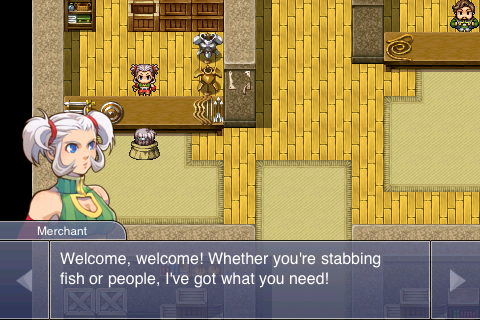 Merchant
Welcome, welcome! Whether you're stabbing
fish or people, I've got what you need!